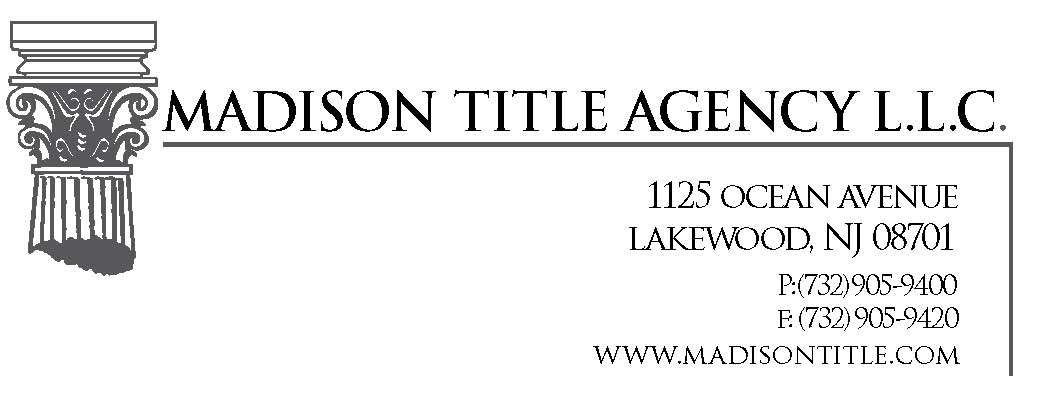 MADISON TITLE AGENCY L.L.C.
1125 OCEAN AVENUE
LAKEWOOD, NJ 08701
P:(732)905-9400
F: (732) 905-9420
WWW.MADISONTITLE.COM